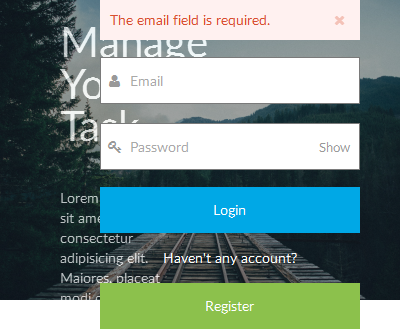 The email field is required. ×
Manage
Yo
Task
Email
Password Show
Login
Lorem
sit ame
consectetur
adipisicing elit.
Maiores, placeat
modi
Haven't any account?
Register